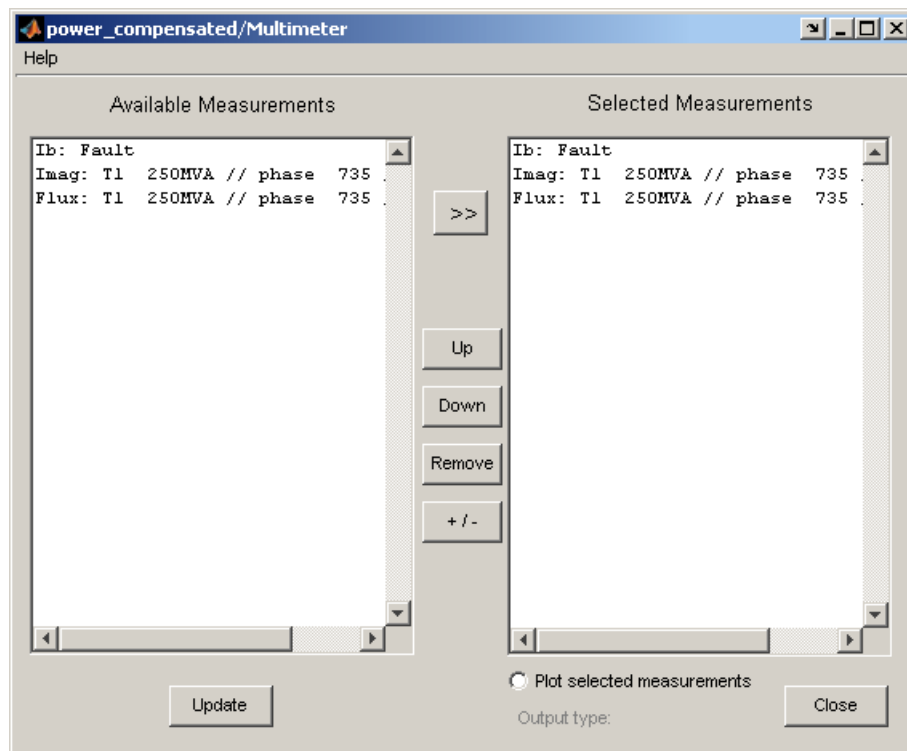 power_compensated/Multimeter
Help
Available Measurements
Selected Measurements
Ib: Fault
Imag: T1 250MVA // phase 735
Flux: T1 250MVA // phase 735
Ib: Fault
Imag: T1 250MVA // phase 735
Flux: T1 250MVA // phase 735
>>
Up
Down
Remove
+ / -
Plot selected measurements
Update
Output type:
Close